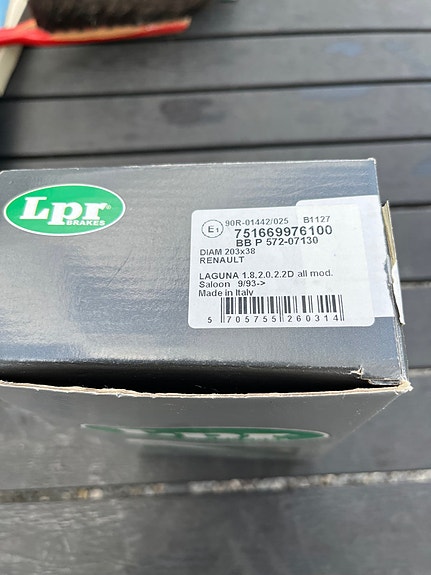 Lpr
BRAKES
E1 90R-01442/025 B1127
751669976100
BB P 572-07130
DIAM 203x38
RENAULT
LAGUNA 1.8.2.0.2.2D all mod.
Saloon 9/93->
Made in Italy
5 705755 260314
Lpr